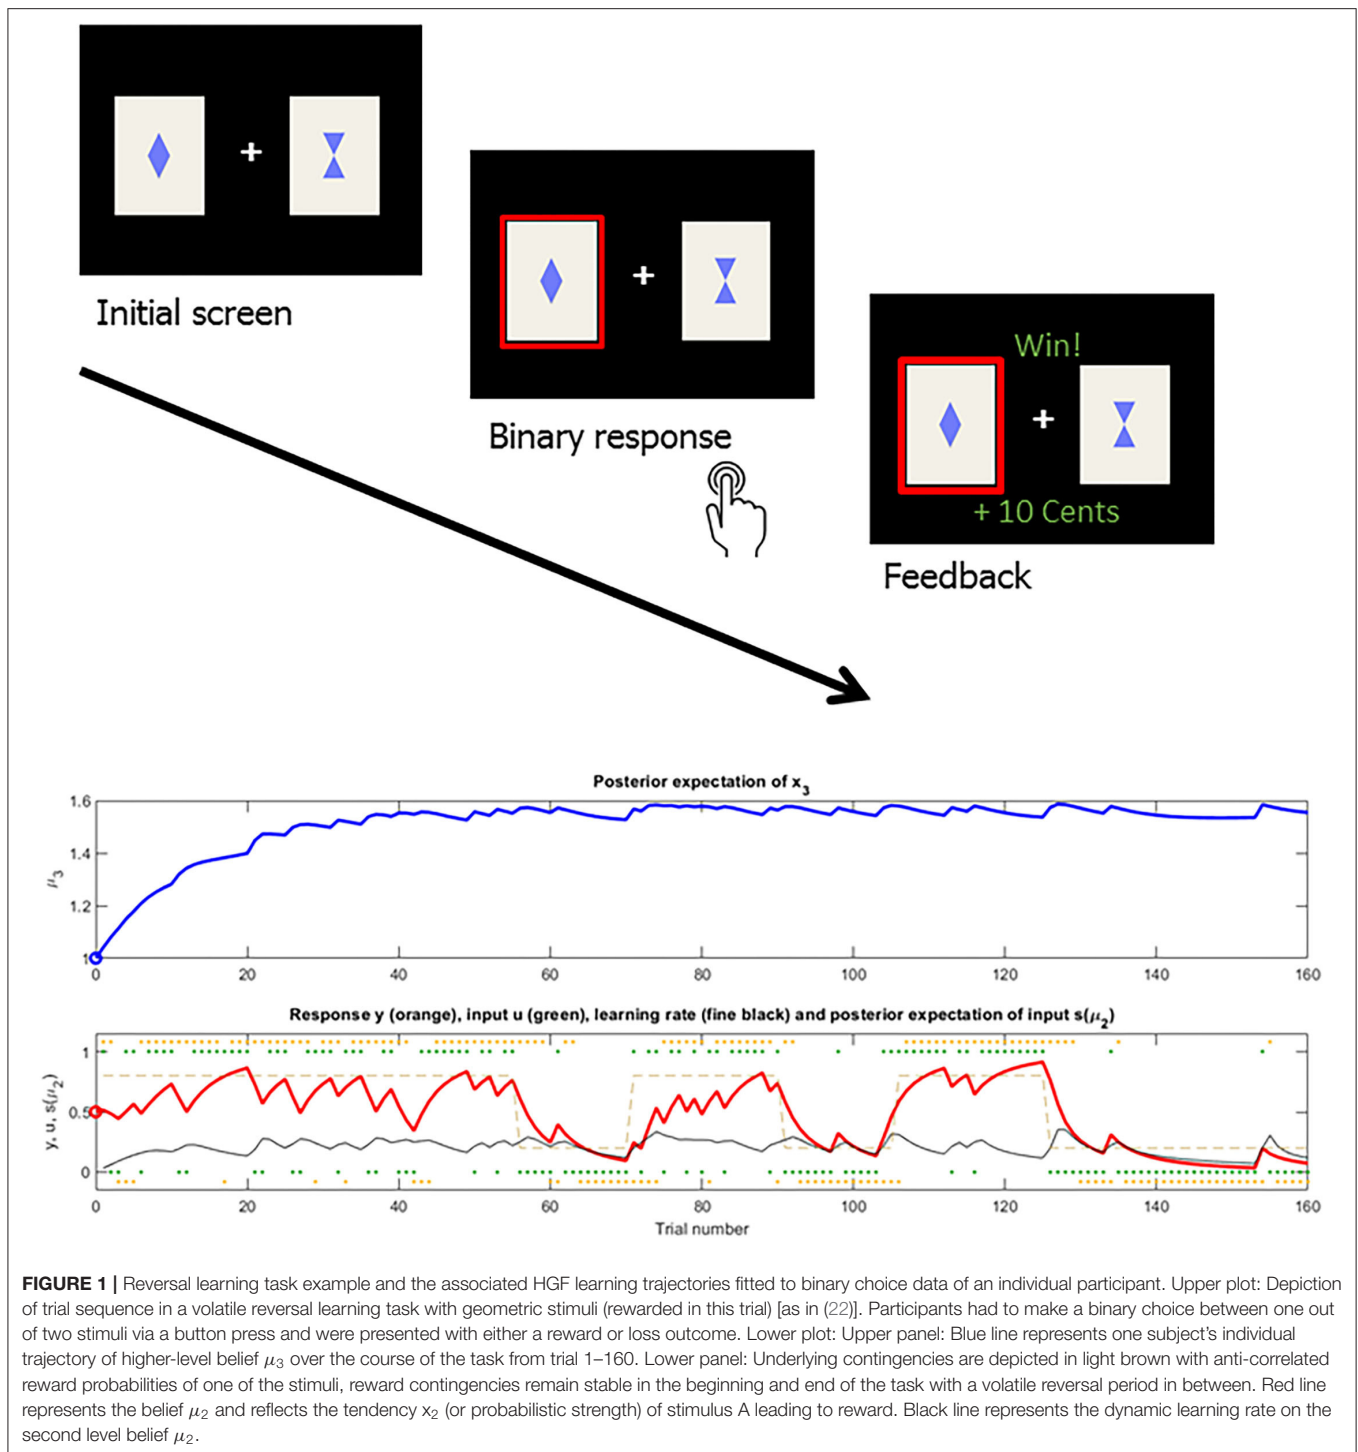 Initial screen
Binary response
Win!
+ 10 Cents
Feedback
Posterior expectation of x₃
μ₃
1.6
1.4
1.2
1
0 20 40 60 80 100 120 140 160
Response y (orange), input u (green), learning rate (fine black) and posterior expectation of input s(μ₂)
y, u, s(μ₂)
1
0.5
0
0 20 40 60 80 100 120 140 160
Trial number
FIGURE 1 | Reversal learning task example and the associated HGF learning trajectories fitted to binary choice data of an individual participant. Upper plot: Depiction
of trial sequence in a volatile reversal learning task with geometric stimuli (rewarded in this trial) [as in (22)]. Participants had to make a binary choice between one out
of two stimuli via a button press and were presented with either a reward or loss outcome. Lower plot: Upper panel: Blue line represents one subject's individual
trajectory of higher-level belief μ₃ over the course of the task from trial 1–160. Lower panel: Underlying contingencies are depicted in light brown with anti-correlated
reward probabilities of one of the stimuli, reward contingencies remain stable in the beginning and end of the task with a volatile reversal period in between. Red line
represents the belief μ₂ and reflects the tendency x₂ (or probabilistic strength) of stimulus A leading to reward. Black line represents the dynamic learning rate on the
second level belief μ₂.